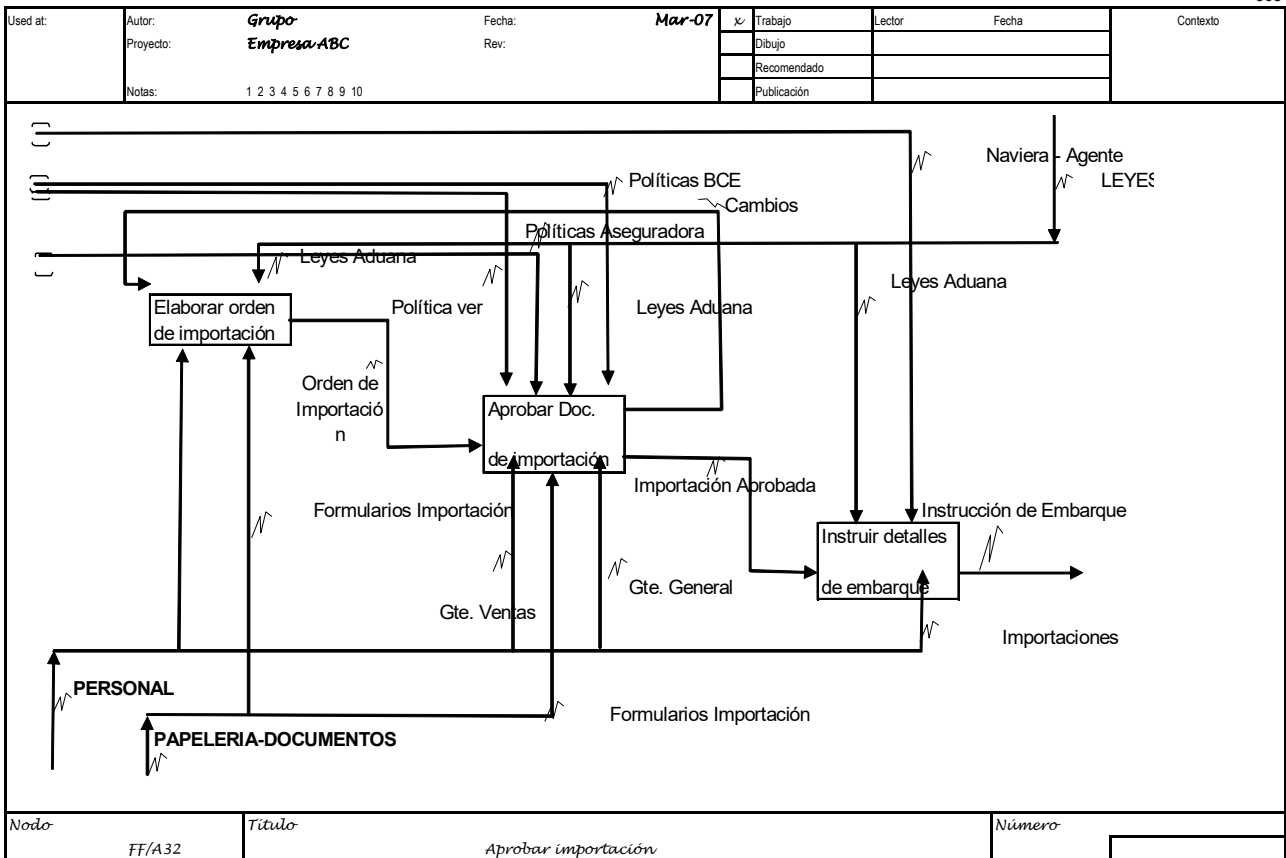 Used at:
Autor: Grupo Fecha: Mar-07 x Trabajo Lector Fecha Contexto
Proyecto: Empresa ABC Rev: Dibujo
Recomendado
Notas: 1 2 3 4 5 6 7 8 9 10 Publicación
Naviera - Agente
Políticas BCE LEYES
Cambios
Políticas Aseguradora
Leyes Aduana
Leyes Aduana
Elaborar orden
de importación
Política ver
Leyes Aduana
Orden de
Importació
n
Aprobar Doc.
de importación
Importación Aprobada
Formularios Importación
Instrucción de Embarque
Instruir detalles
de embarque
Gte. General
Gte. Ventas
Importaciones
PERSONAL
Formularios Importación
PAPELERIA-DOCUMENTOS
Nodo Título Número
FF/A32 Aprobar importación